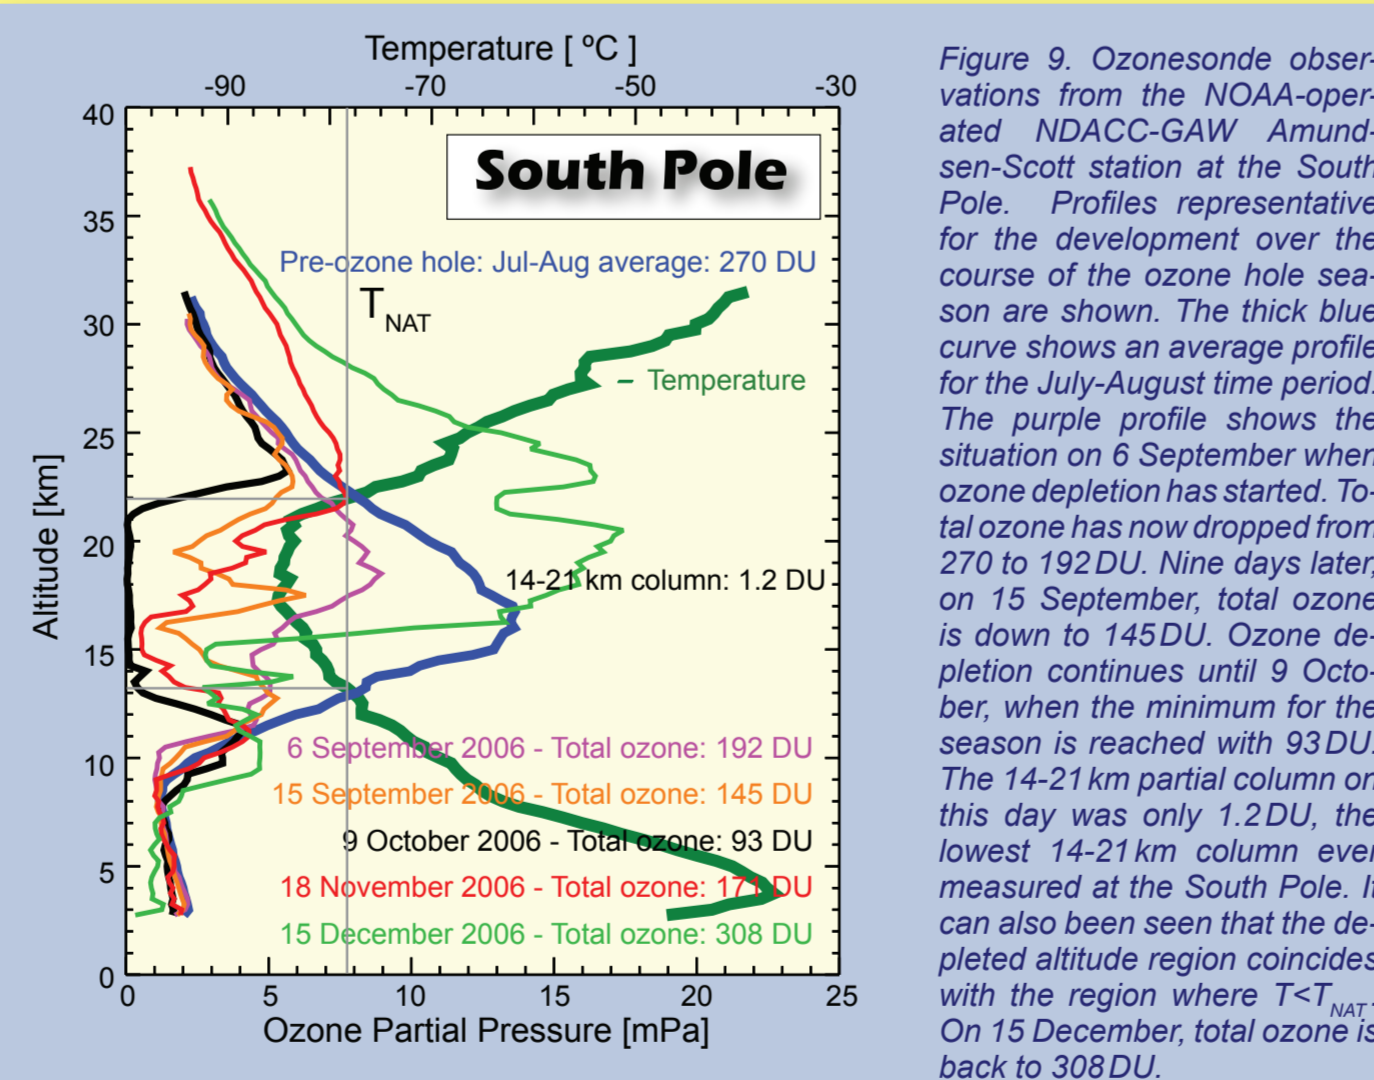 Temperature [ ºC ]
-90 -70 -50 -30
40
South Pole
35
Pre-ozone hole: Jul-Aug average: 270 DU
TNAT
30
– Temperature
25
Altitude [km]
20
14-21 km column: 1.2 DU
15
6 September 2006 - Total ozone: 192 DU
10
15 September 2006 - Total ozone: 145 DU
9 October 2006 - Total ozone: 93 DU
5
18 November 2006 - Total ozone: 171 DU
15 December 2006 - Total ozone: 308 DU
0
0 5 10 15 20 25
Ozone Partial Pressure [mPa]
Figure 9. Ozonesonde obser-
vations from the NOAA-oper-
ated NDACC-GAW Amund-
sen-Scott station at the South
Pole. Profiles representative
for the development over the
course of the ozone hole sea-
son are shown. The thick blue
curve shows an average profile
for the July-August time period.
The purple profile shows the
situation on 6 September when
ozone depletion has started. To-
tal ozone has now dropped from
270 to 192 DU. Nine days later,
on 15 September, total ozone
is down to 145 DU. Ozone de-
pletion continues until 9 Octo-
ber, when the minimum for the
season is reached with 93 DU.
The 14-21 km partial column on
this day was only 1.2 DU, the
lowest 14-21 km column ever
measured at the South Pole. It
can also been seen that the de-
pleted altitude region coincides
with the region where T<TNAT.
On 15 December, total ozone is
back to 308 DU.